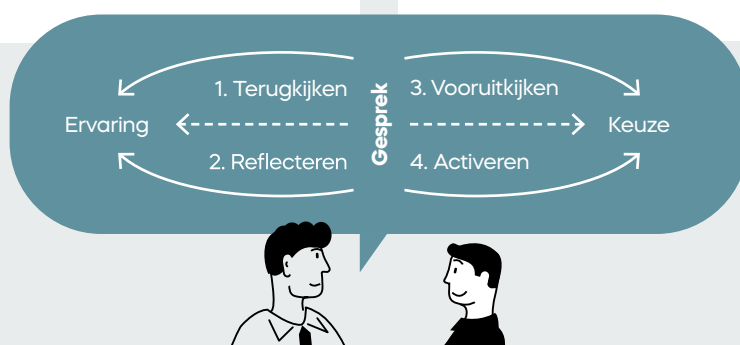 1. Terugkijken
3. Vooruitkijken
Ervaring
Gesprek
Keuze
2. Reflecteren
4. Activeren